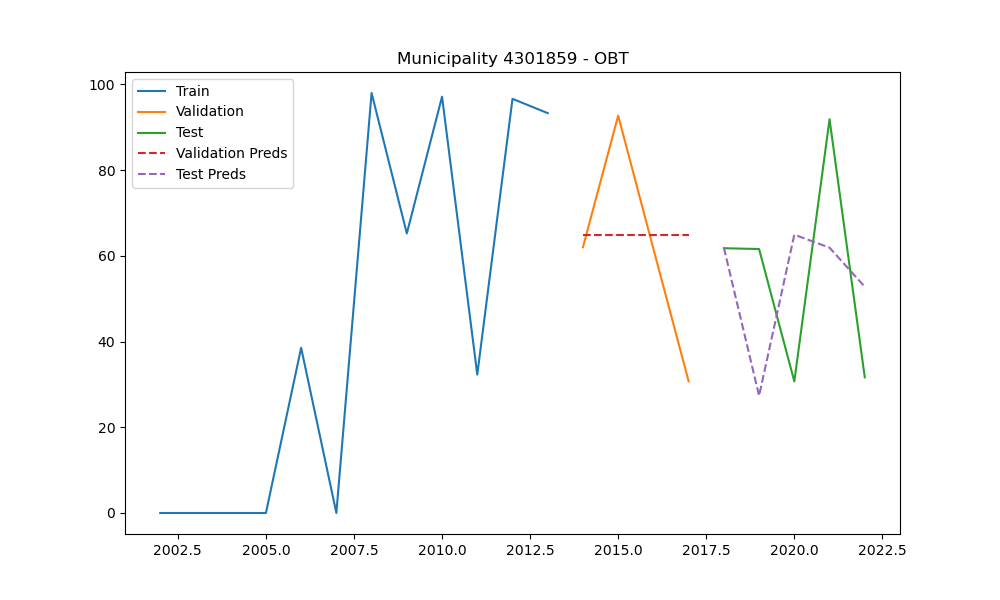 Municipality 4301859 - OBT
Train
Validation
Test
Validation Preds
Test Preds
100
80
60
40
20
0
2002.5 2005.0 2007.5 2010.0 2012.5 2015.0 2017.5 2020.0 2022.5